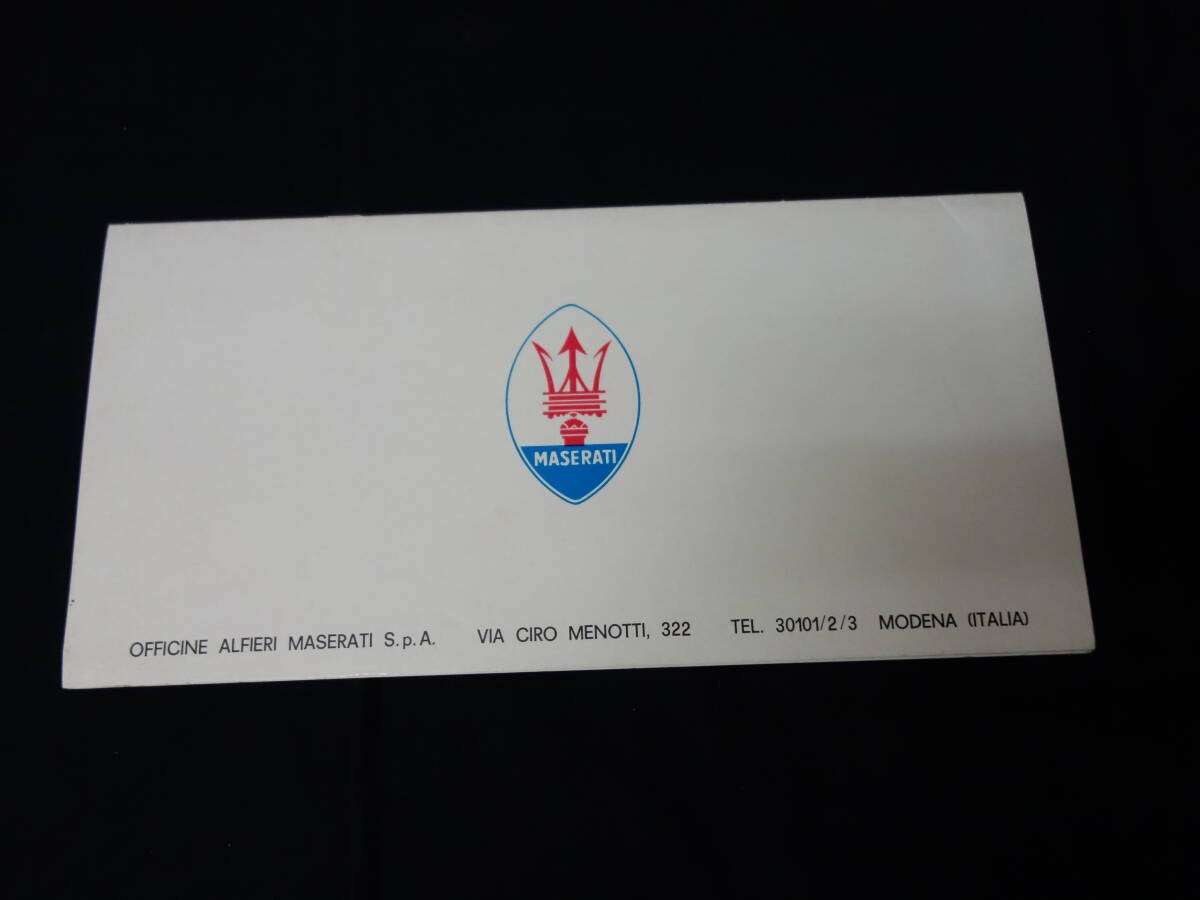 MASERATI
OFFICINE ALFIERI MASERATI S.p.A. VIA CIRO MENOTTI, 322 TEL. 30101/2/3 MODENA (ITALIA)